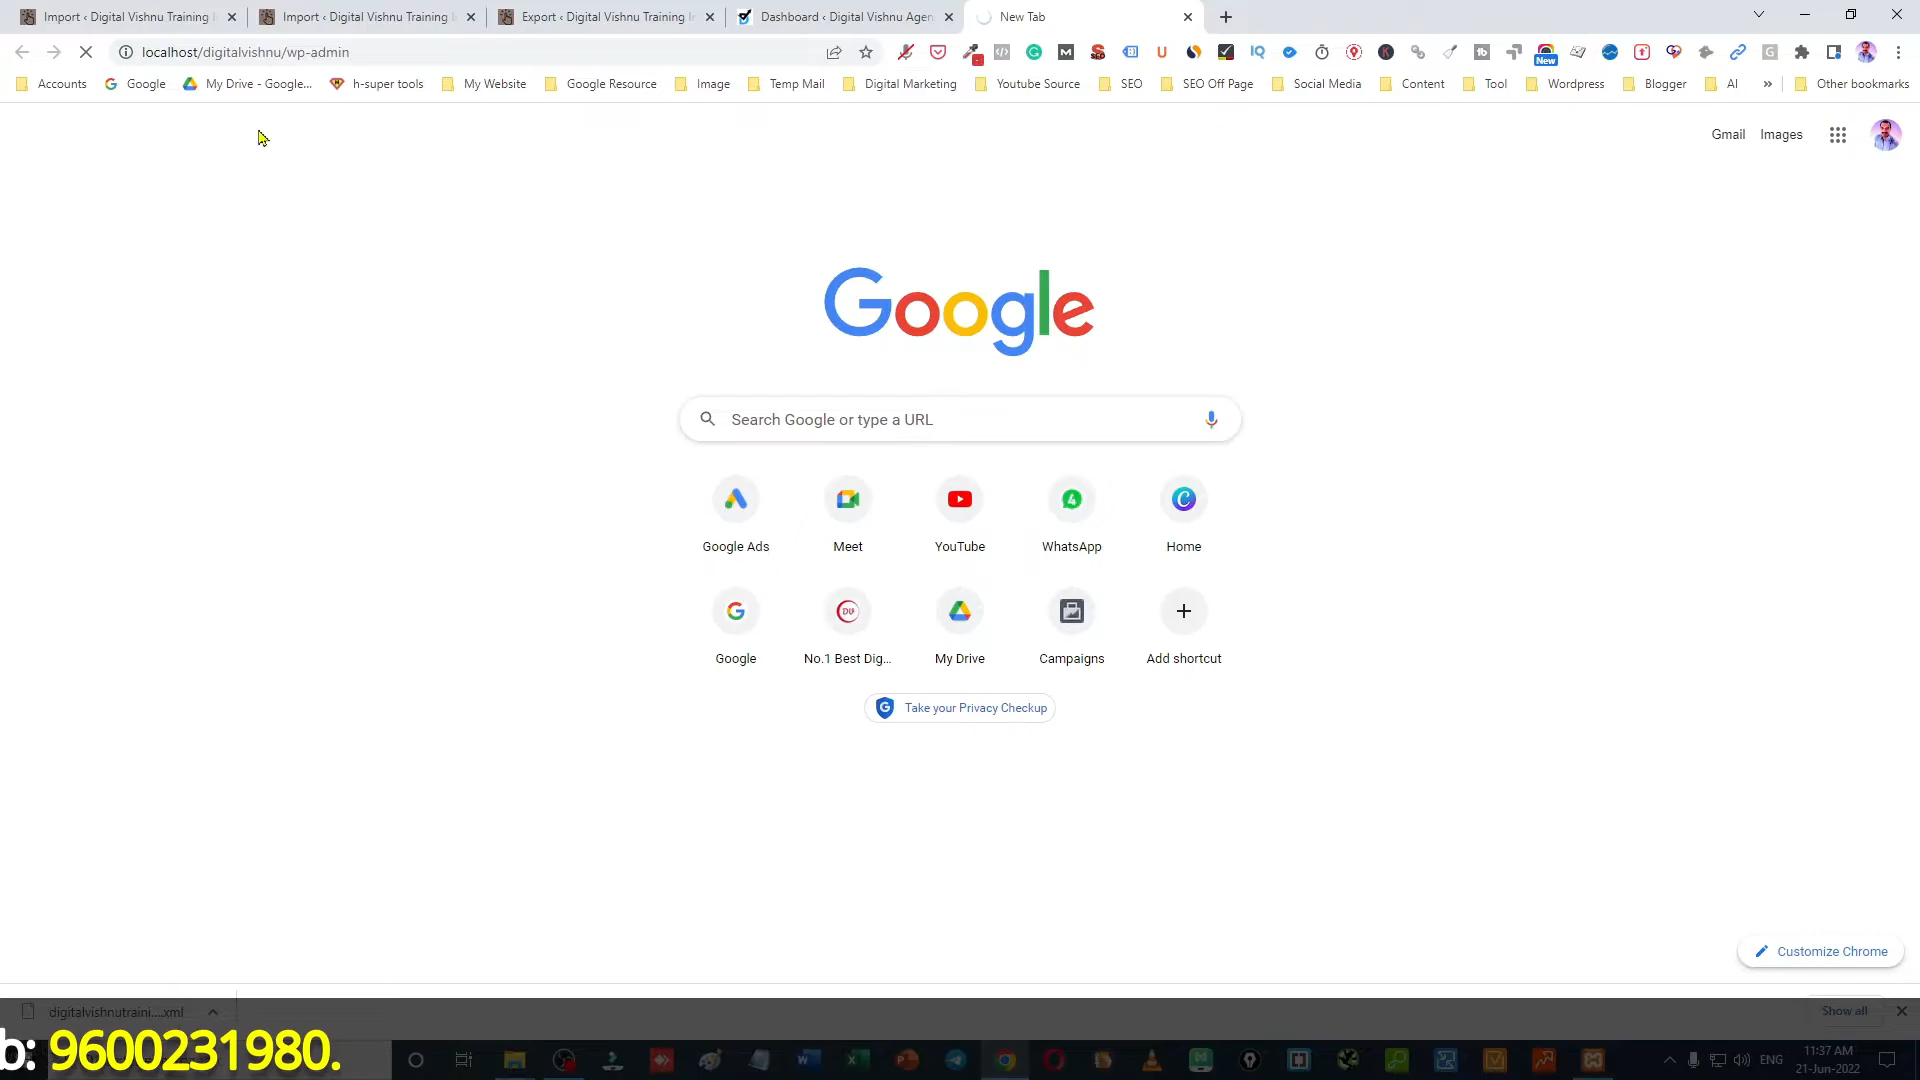 Import ‹ Digital Vishnu Training I
Import ‹ Digital Vishnu Training I
Export ‹ Digital Vishnu Training In
Dashboard ‹ Digital Vishnu Agen
New Tab
localhost/digitalvishnu/wp-admin
New
Accounts
Google
My Drive - Google...
h-super tools
My Website
Google Resource
Image
Temp Mail
Digital Marketing
Youtube Source
SEO
SEO Off Page
Social Media
Content
Tool
Wordpress
Blogger
AI
»
Other bookmarks
Gmail
Images
Google
Search Google or type a URL
Google Ads
Meet
YouTube
WhatsApp
Home
Google
No.1 Best Dig...
My Drive
Campaigns
Add shortcut
Take your Privacy Checkup
Customize Chrome
digitalvishnutraini....xml
Show all
b: 9600231980.
ENG
11:37 AM
21-Jun-2022